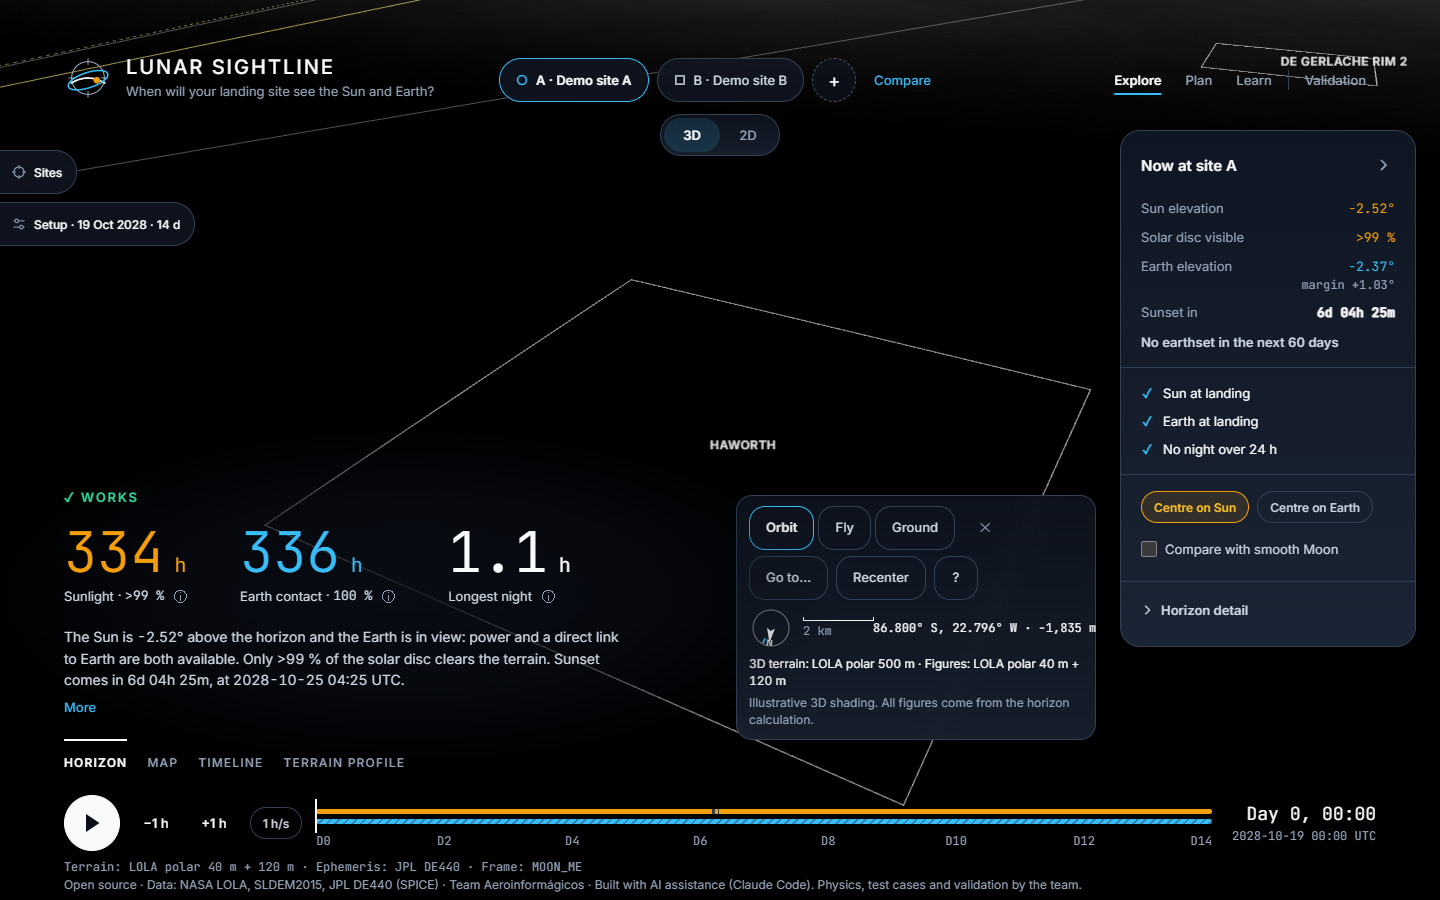 LUNAR SIGHTLINE
When will your landing site see the Sun and Earth?
A · Demo site A
B · Demo site B
+
Compare
Explore
Plan
Learn
Validation
DE GERLACHE RIM 2
3D
2D
Sites
Setup · 19 Oct 2028 · 14 d
Now at site A
Sun elevation -2.52°
Solar disc visible >99 %
Earth elevation -2.37°
margin +1.03°
Sunset in 6d 04h 25m
No earthset in the next 60 days
✓ Sun at landing
✓ Earth at landing
✓ No night over 24 h
Centre on Sun
Centre on Earth
Compare with smooth Moon
Horizon detail
HAWORTH
✓ WORKS
334 h
Sunlight · >99 %
336 h
Earth contact · 100 %
1.1 h
Longest night
The Sun is -2.52° above the horizon and the Earth is in view: power and a direct link
to Earth are both available. Only >99 % of the solar disc clears the terrain. Sunset
comes in 6d 04h 25m, at 2028-10-25 04:25 UTC.
More
Orbit
Fly
Ground
Go to...
Recenter
?
N
2 km
86.800° S, 22.796° W · -1,835 m
3D terrain: LOLA polar 500 m · Figures: LOLA polar 40 m +
120 m
Illustrative 3D shading. All figures come from the horizon
calculation.
HORIZON
MAP
TIMELINE
TERRAIN PROFILE
−1 h
+1 h
1 h/s
D0
D2
D4
D6
D8
D10
D12
D14
Day 0, 00:00
2028-10-19 00:00 UTC
Terrain: LOLA polar 40 m + 120 m · Ephemeris: JPL DE440 · Frame: MOON_ME
Open source · Data: NASA LOLA, SLDEM2015, JPL DE440 (SPICE) · Team Aeroinformágicos · Built with AI assistance (Claude Code). Physics, test cases and validation by the team.